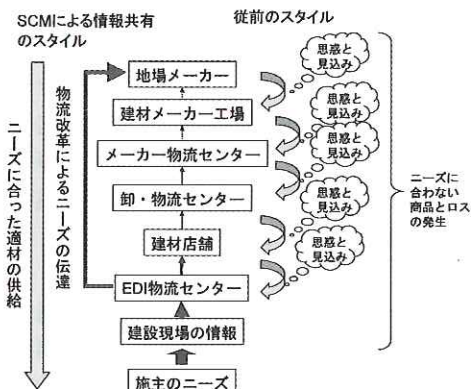 SCMによる情報共有
のスタイル
従前のスタイル
ニーズに合った適材の供給
物流改革によるニーズの伝達
地場メーカー
建材メーカー工場
メーカー物流センター
卸・物流センター
建材店舗
EDI物流センター
建設現場の情報
施主のニーズ
思惑と
見込み
思惑と
見込み
思惑と
見込み
思惑と
見込み
思惑と
見込み
ニーズに
合わない
商品とロス
の発生